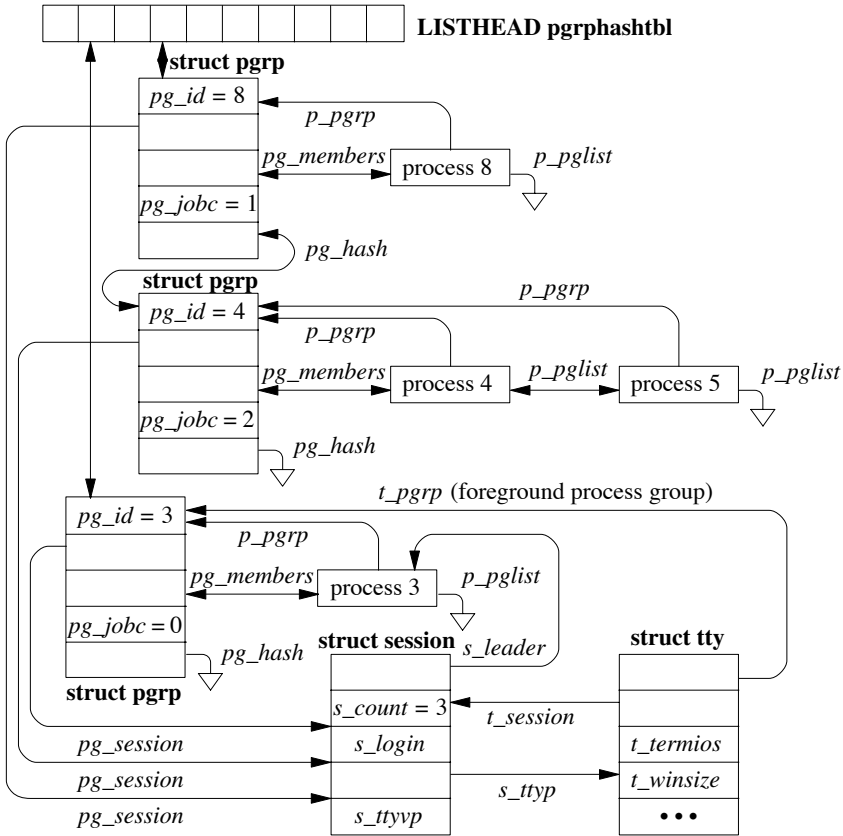 LISTHEAD pgrphashtbl
struct pgrp
pg_id = 8
p_pgrp
pg_members
process 8
p_pglist
pg_jobc = 1
pg_hash
struct pgrp
pg_id = 4
p_pgrp
p_pgrp
pg_members
process 4
p_pglist
process 5
p_pglist
pg_jobc = 2
pg_hash
t_pgrp (foreground process group)
pg_id = 3
p_pgrp
pg_members
process 3
p_pglist
pg_jobc = 0
pg_hash
struct pgrp
struct session
s_leader
struct tty
s_count = 3
t_session
pg_session
s_login
t_termios
pg_session
s_ttyp
t_winsize
pg_session
s_ttyvp
•••